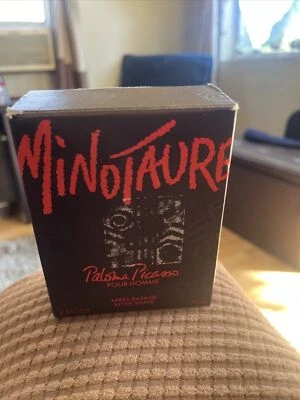 MINOTAURE
Paloma Picasso
POUR HOMME
APRÈS RASAGE
AFTER SHAVE